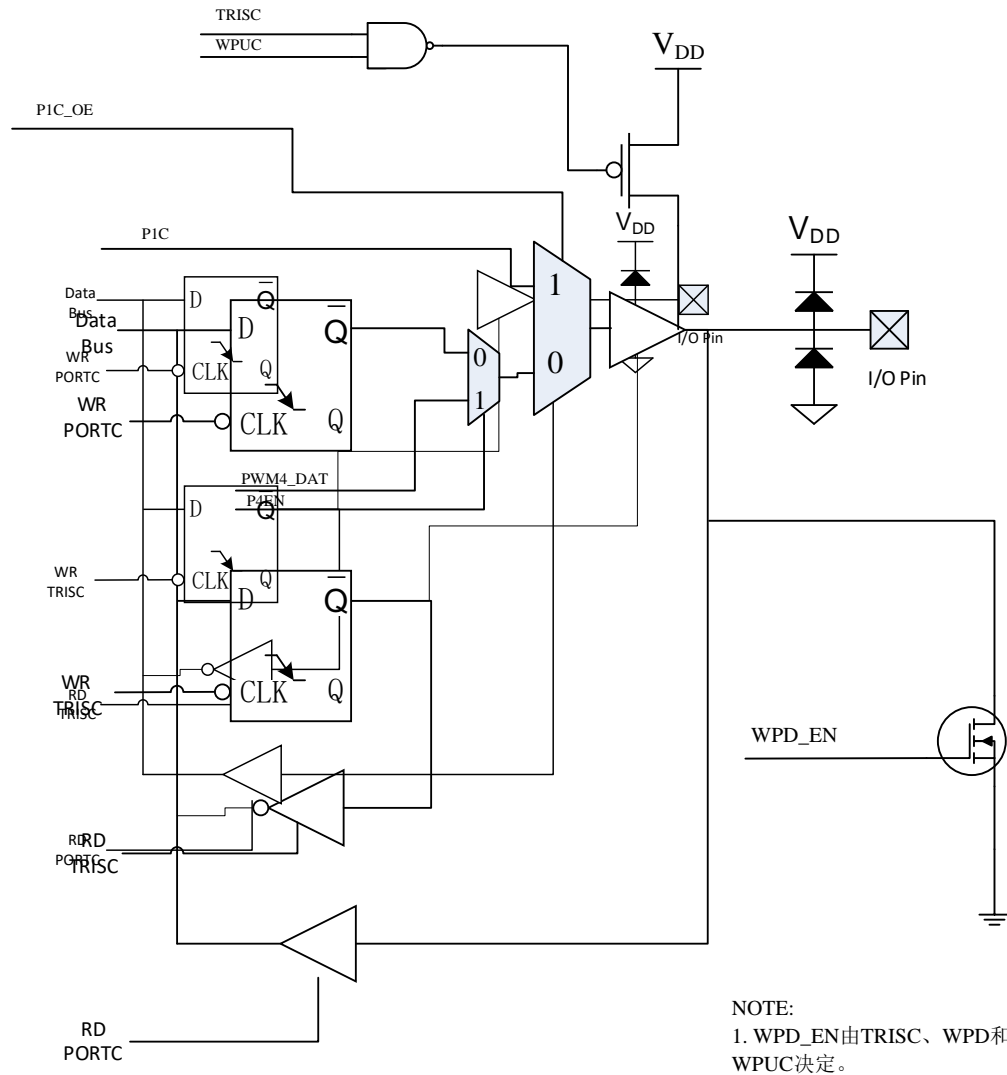 TRISC
WPUC
V_DD
P1C_OE
V_DD
V_DD
P1C
1
0
0
1
Data
Bus
Data
Bus
D
Q̅
D
Q̅
I/O Pin
I/O Pin
WR
PORTC
CLK
Q
WR
PORTC
CLK
Q
PWM4_DAT
P4EN
D
Q̅
WR
TRISC
CLK
Q
D
Q̅
WR
TRISC
CLK
Q
RD
TRISC
WPD_EN
RD
PORTC
RD
TRISC
RD
PORTC
NOTE:
1. WPD_EN由TRISC、WPD和
WPUC决定。